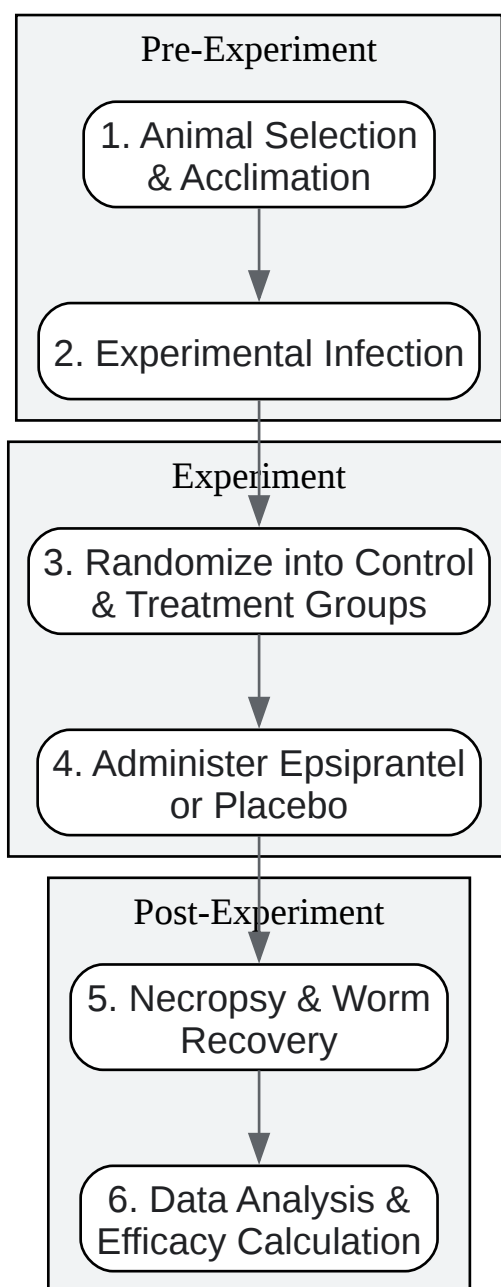 Pre-Experiment
1. Animal Selection
& Acclimation
2. Experimental Infection
Experiment
3. Randomize into Control
& Treatment Groups
4. Administer Epsiprantel
or Placebo
Post-Experiment
5. Necropsy & Worm
Recovery
6. Data Analysis &
Efficacy Calculation